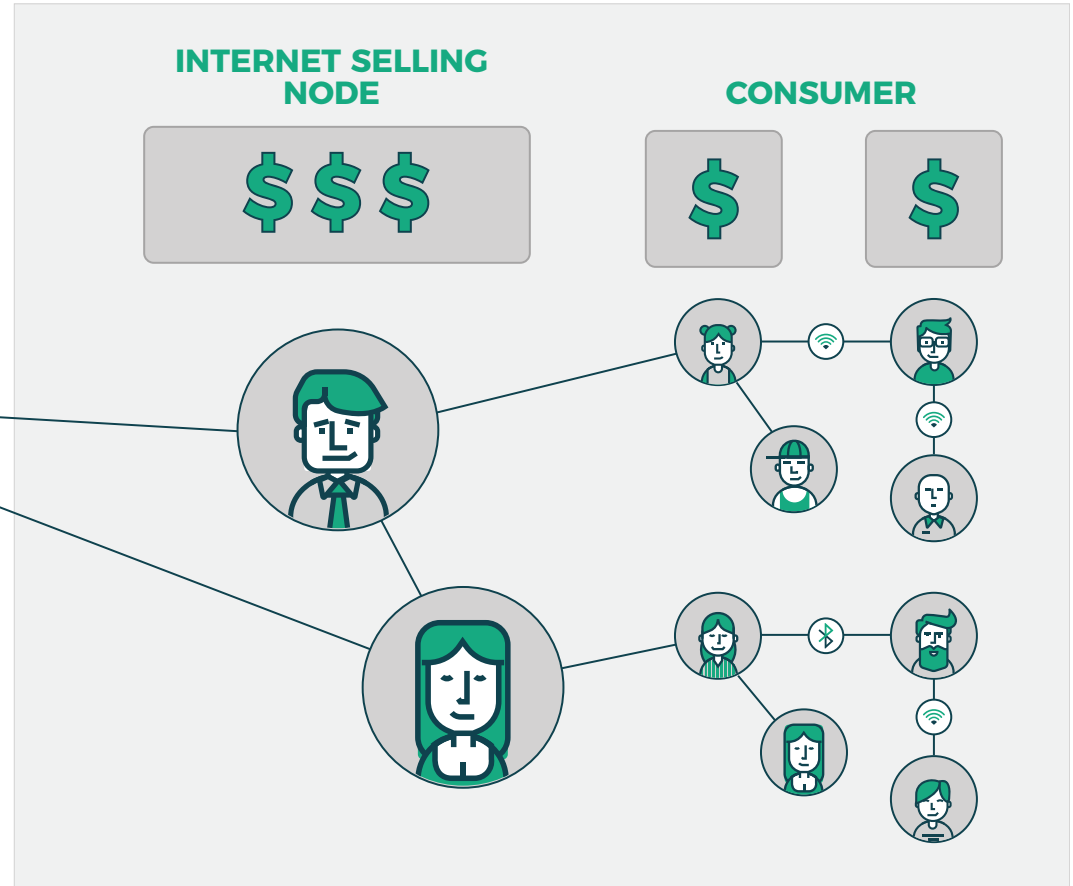 INTERNET SELLING
NODE
CONSUMER
$ $ $
$
$